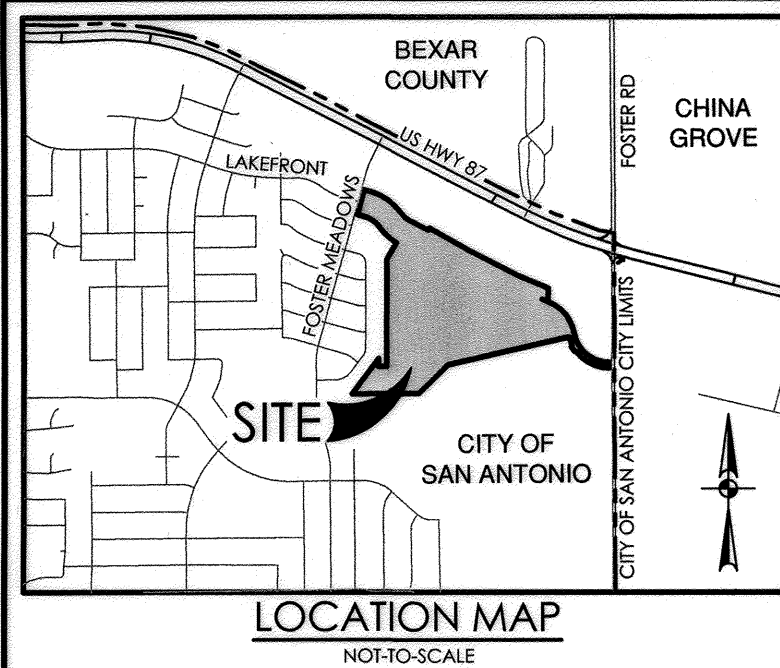 BEXAR
COUNTY
FOSTER RD
CHINA
GROVE
US HWY 87
LAKEFRONT
FOSTER MEADOWS
CITY OF SAN ANTONIO CITY LIMITS
SITE
CITY OF
SAN ANTONIO
LOCATION MAP
NOT-TO-SCALE